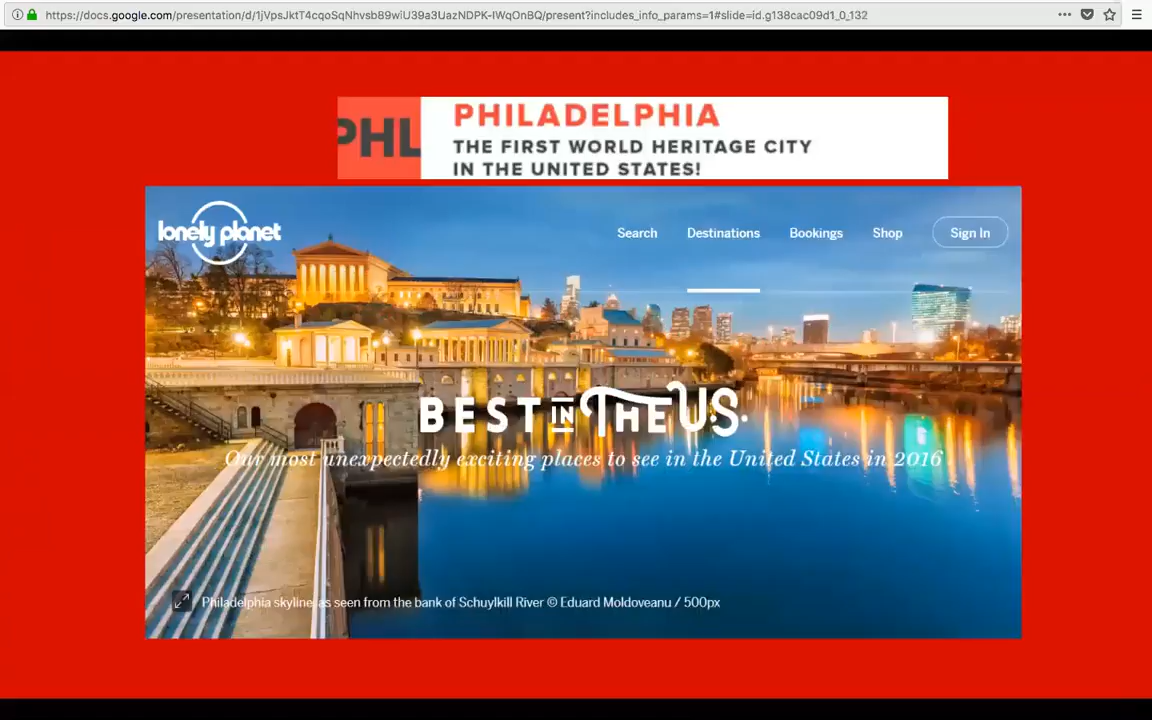 https://docs.google.com/presentation/d/1jVpsJktT4cqoSqNhvsbB9wiU39a3UazNDPK-IWqOnBQ/present?includes_info_params=1#slide=id.g138cac09d1_0_132
PHL
PHILADELPHIA
THE FIRST WORLD HERITAGE CITY
IN THE UNITED STATES!
lonely planet
Search
Destinations
Bookings
Shop
Sign In
BEST IN THE US.
Our most unexpectedly exciting places to see in the United States in 2016
Philadelphia skyline as seen from the bank of Schuylkill River © Eduard Moldoveanu / 500px